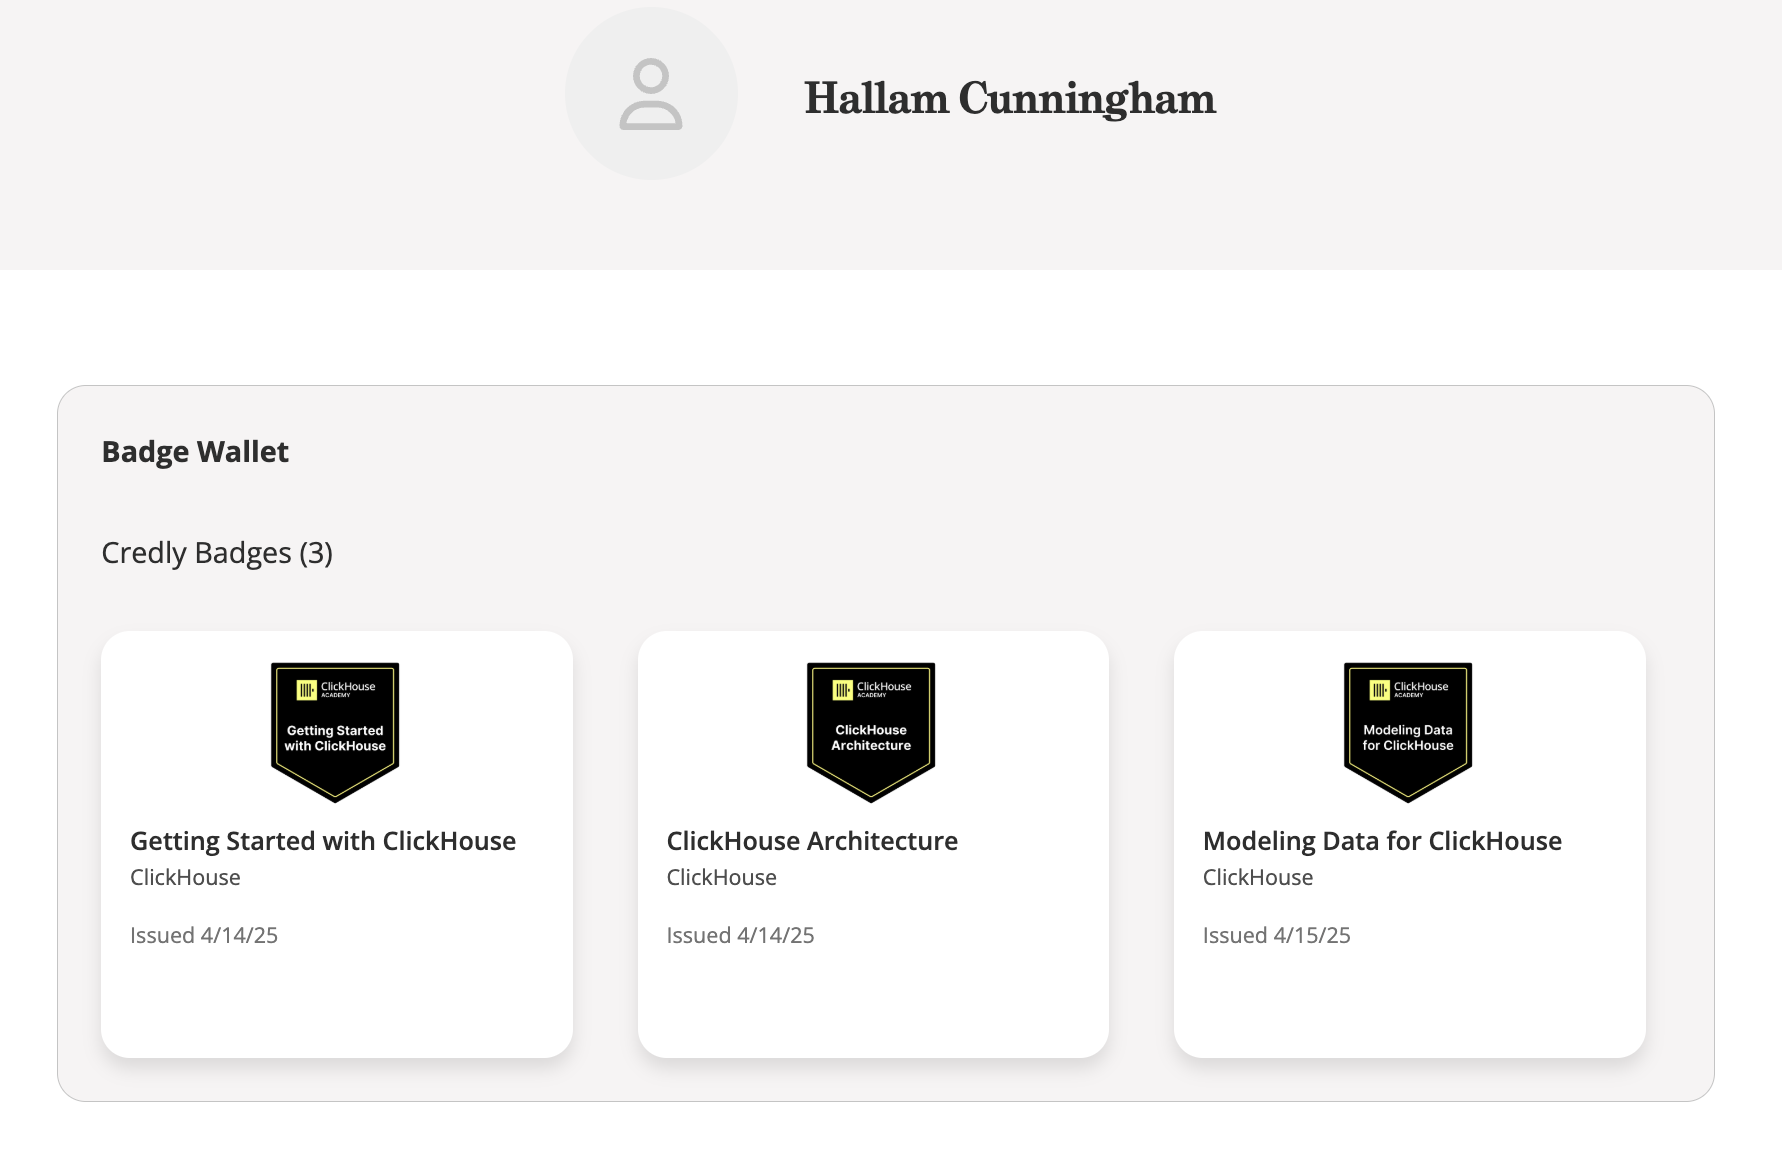 Hallam Cunningham
Badge Wallet
Credly Badges (3)
ClickHouse
ACADEMY
Getting Started
with ClickHouse
Getting Started with ClickHouse
ClickHouse
Issued 4/14/25
ClickHouse
ACADEMY
ClickHouse
Architecture
ClickHouse Architecture
ClickHouse
Issued 4/14/25
ClickHouse
ACADEMY
Modeling Data
for ClickHouse
Modeling Data for ClickHouse
ClickHouse
Issued 4/15/25